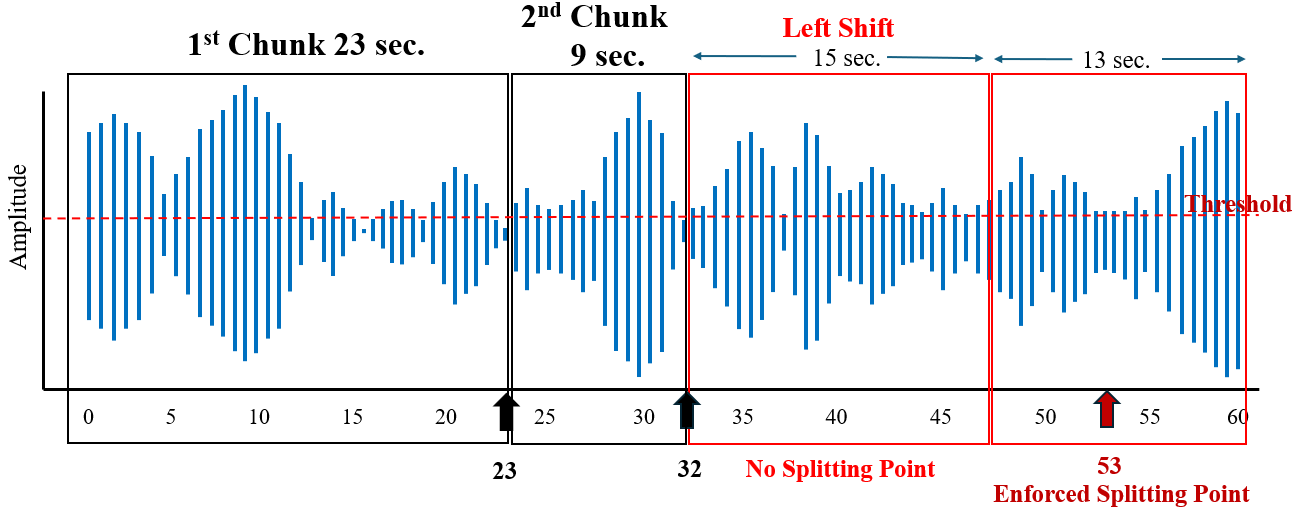 2nd Chunk
9 sec.
1st Chunk 23 sec.
Left Shift
15 sec.
13 sec.
Amplitude
Threshold
0 5 10 15 20 25 30 35 40 45 50 55 60
23
32
No Splitting Point
53
Enforced Splitting Point